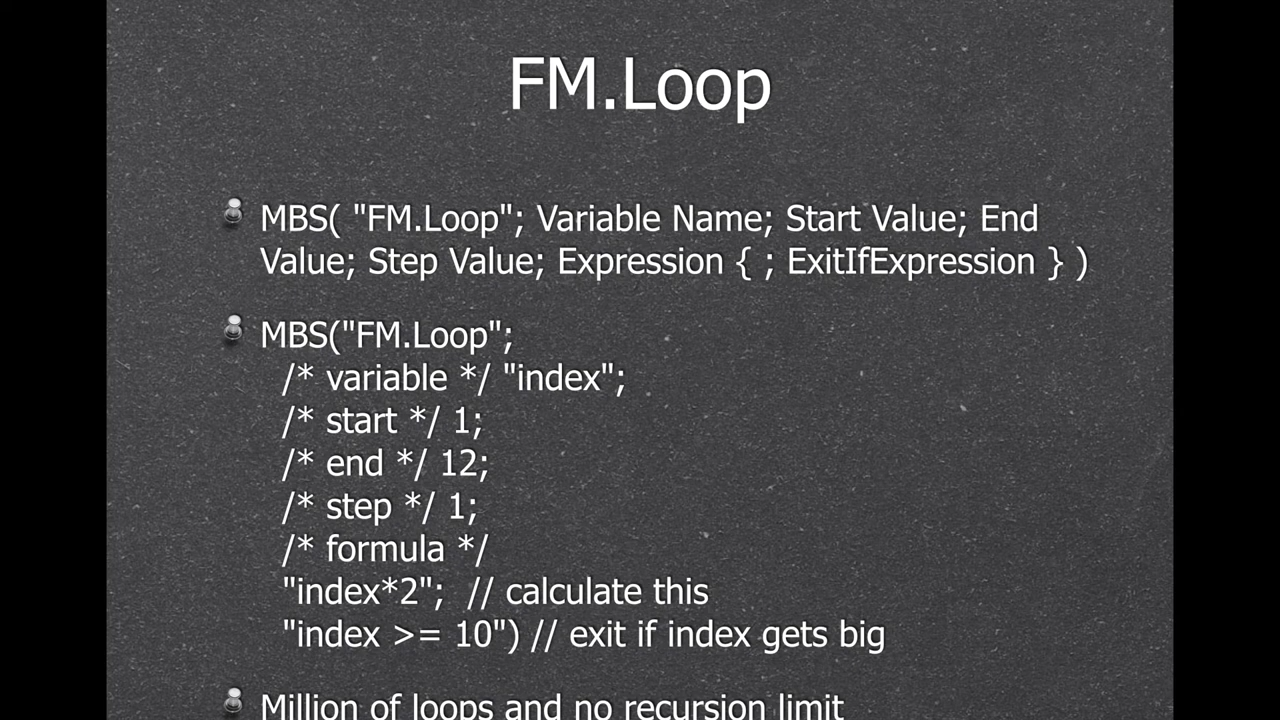 FM.Loop
MBS( "FM.Loop"; Variable Name; Start Value; End
Value; Step Value; Expression { ; ExitIfExpression } )
MBS("FM.Loop";
/* variable */ "index";
/* start */ 1;
/* end */ 12;
/* step */ 1;
/* formula */
"index*2";  // calculate this
"index >= 10") // exit if index gets big
Million of loops and no recursion limit